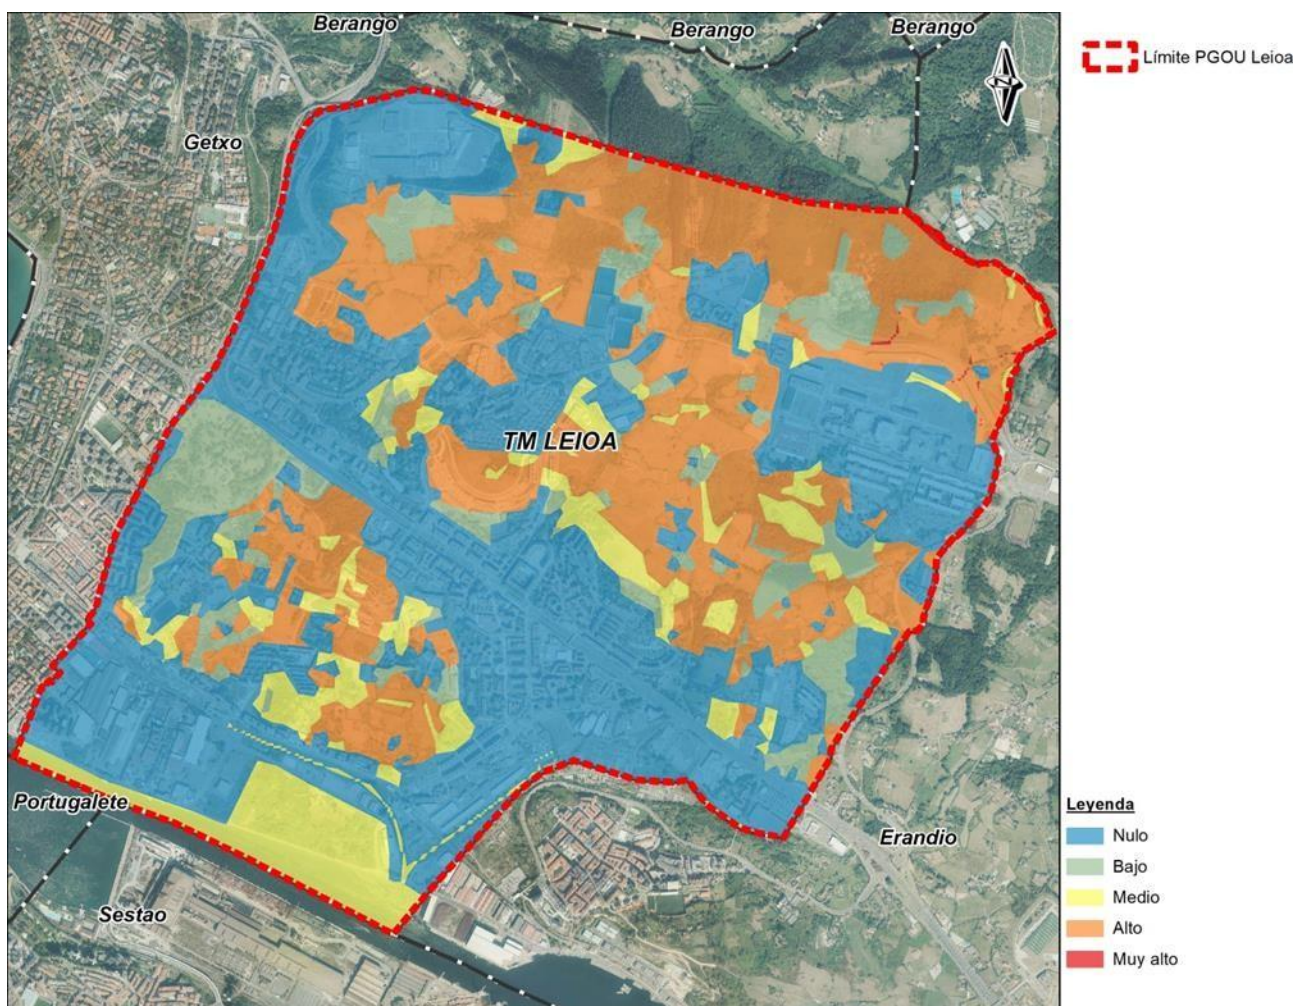 Berango
Berango
Berango
Límite PGOU Leioa
N
Getxo
TM LEIOA
Portugalete
Sestao
Erandio
Leyenda
Nulo
Bajo
Medio
Alto
Muy alto